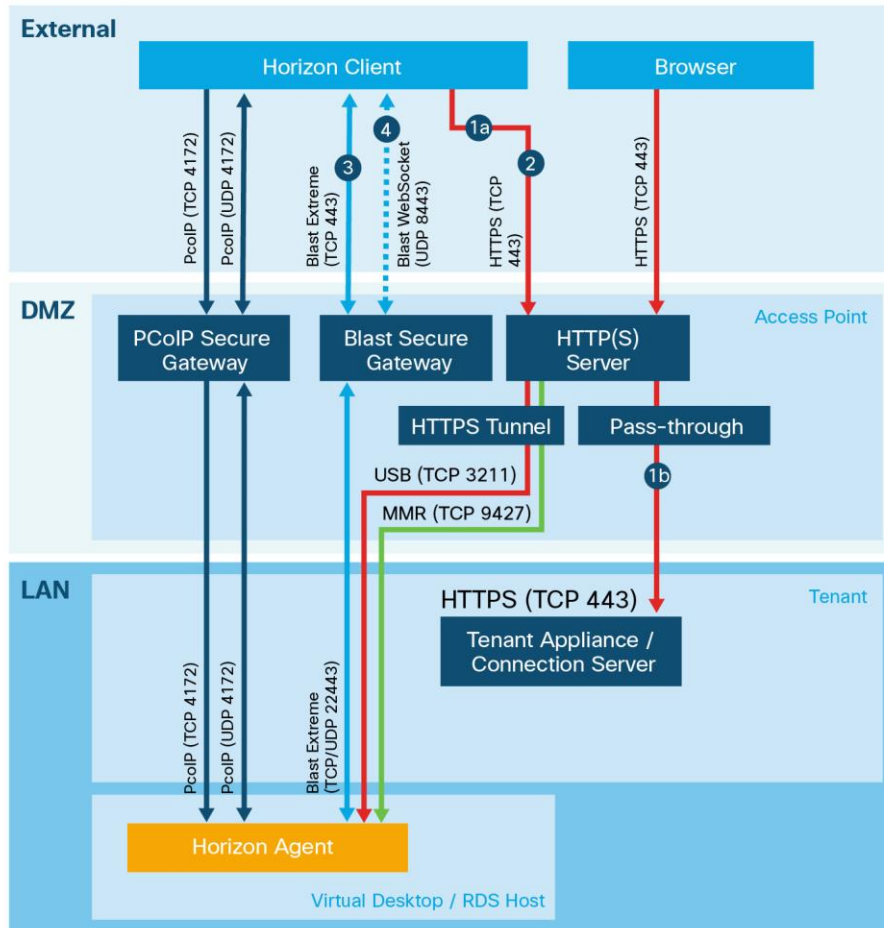 External
Horizon Client
Browser
PcoIP (TCP 4172)
PcoIP (UDP 4172)
Blast Extreme
(TCP 443)
3
4
Blast WebSocket
(UDP 8443)
1a
2
HTTPS (TCP
443)
HTTPS (TCP 443)
DMZ
Access Point
PCoIP Secure
Gateway
Blast Secure
Gateway
HTTP(S)
Server
HTTPS Tunnel
Pass-through
USB (TCP 3211)
1b
MMR (TCP 9427)
LAN
Tenant
HTTPS (TCP 443)
Tenant Appliance /
Connection Server
PcoIP (TCP 4172)
PcoIP (UDP 4172)
Blast Extreme
(TCP/UDP 22443)
Horizon Agent
Virtual Desktop / RDS Host